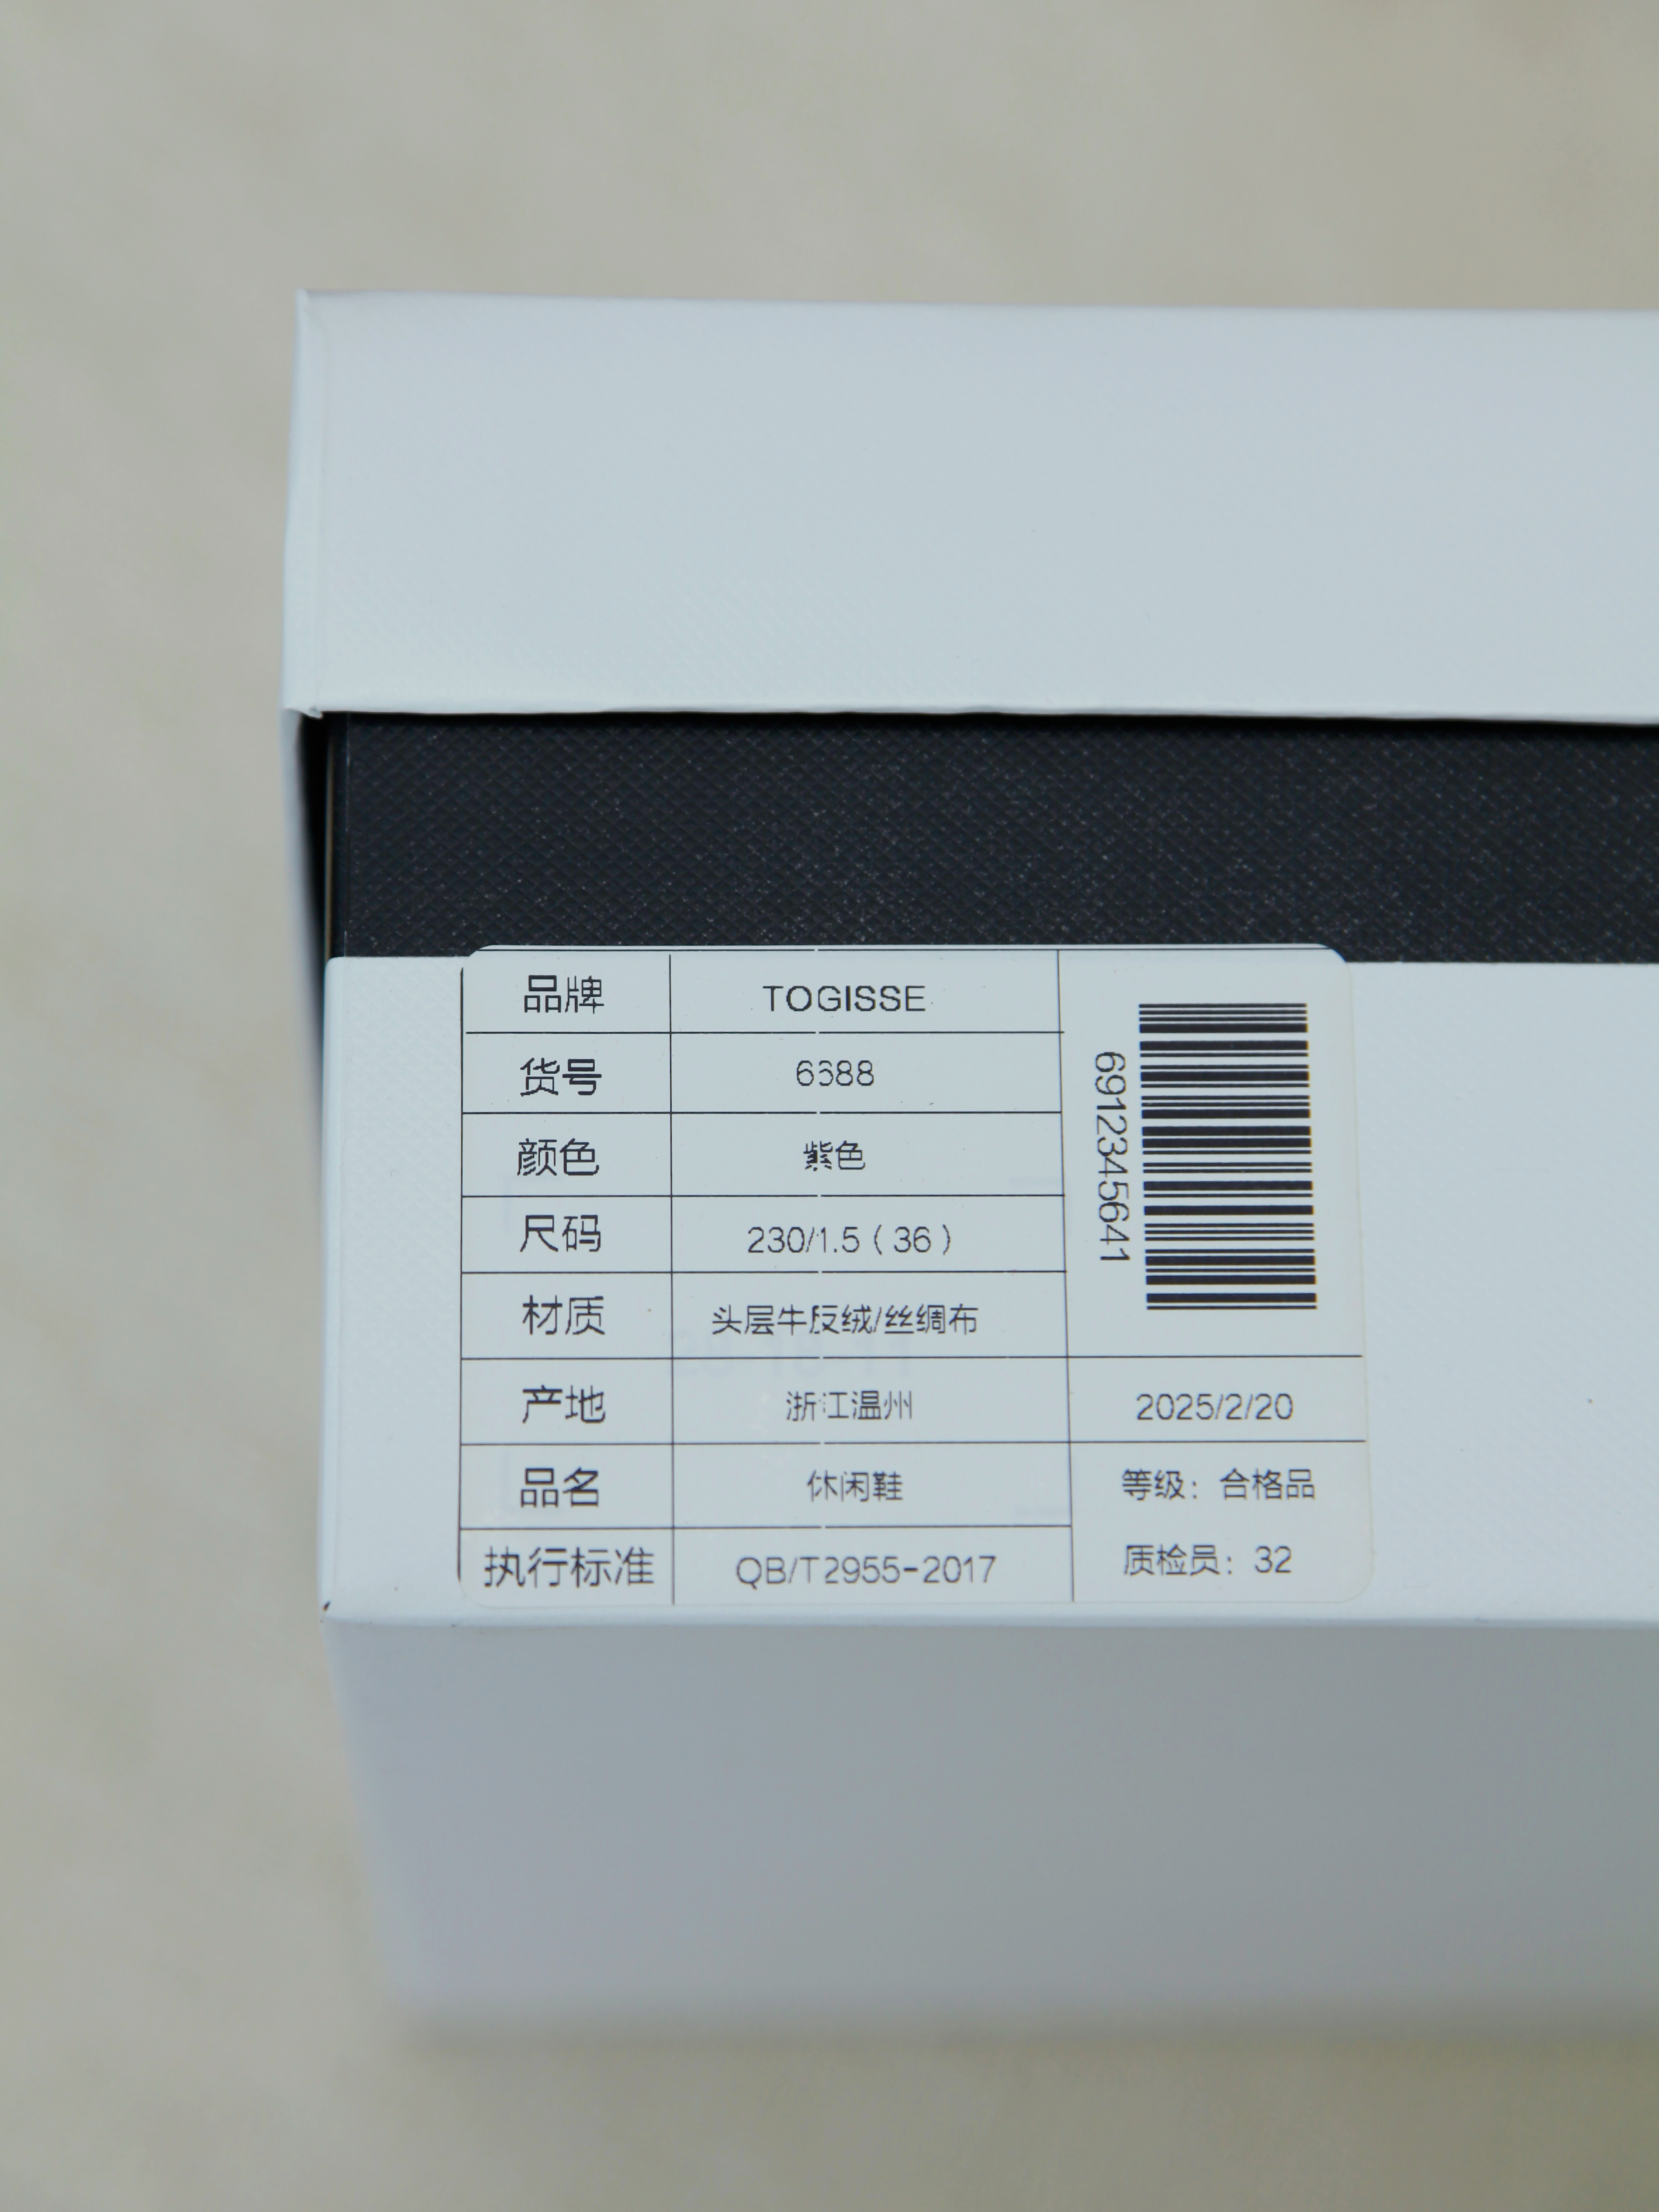 品牌 TOGISSE
货号 6688
颜色 紫色
尺码 230/1.5（36）
材质 头层牛反绒/丝绸布
产地 浙江温州
品名 休闲鞋
执行标准 QB/T2955-2017
6912345641
2025/2/20
等级：合格品
质检员：32